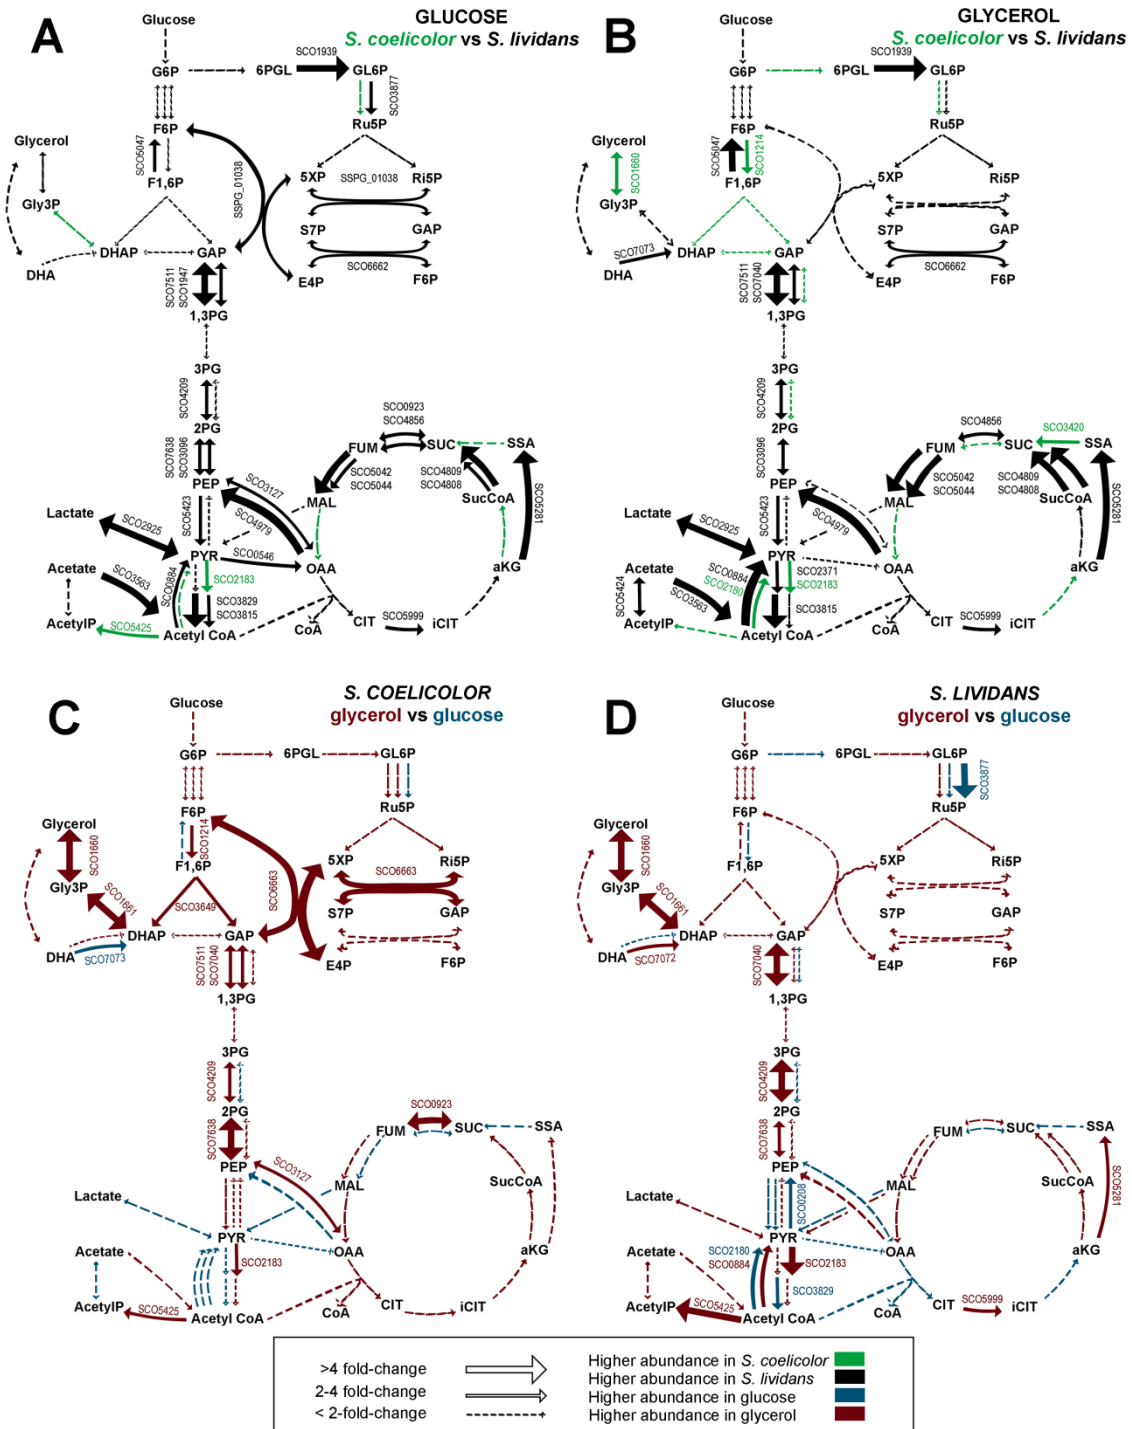 A
GLUCOSE
S. coelicolor vs S. lividans
Glucose
G6P
6PGL
SCO1939
GL6P
SCO3877
Ru5P
F6P
SCO5047
F1,6P
Glycerol
Gly3P
DHA
DHAP
GAP
SSPG_01038
5XP
SSPG_01038
Ri5P
S7P
GAP
SCO6662
E4P
F6P
SCO7511
SCO1947
1,3PG
3PG
SCO4209
2PG
SCO7638
SCO3096
PEP
SCO5423
SCO3127
SCO4979
PYR
SCO0546
OAA
Lactate
SCO2925
Acetate
SCO3563
SCO0884
SCO2183
SCO3829
SCO3815
AcetylP
SCO5425
Acetyl CoA
CoA
CIT
SCO5999
iCIT
aKG
SCO5281
SSA
SucCoA
SCO4809
SCO4808
SUC
SCO0923
SCO4856
FUM
SCO5042
SCO5044
MAL
B
GLYCEROL
S. coelicolor vs S. lividans
Glucose
G6P
6PGL
SCO1939
GL6P
Ru5P
F6P
SCO5047
SCO1214
F1,6P
Glycerol
SCO1660
Gly3P
SCO7073
DHA
DHAP
GAP
5XP
Ri5P
S7P
GAP
SCO6662
E4P
F6P
SCO7511
SCO7040
1,3PG
3PG
SCO4209
2PG
SCO3096
PEP
SCO5423
SCO4979
PYR
OAA
Lactate
SCO2925
Acetate
SCO5424
SCO3563
SCO0884
SCO2180
SCO2371
SCO2183
SCO3815
AcetylP
Acetyl CoA
CoA
CIT
SCO5999
iCIT
aKG
SCO5281
SSA
SCO3420
SucCoA
SCO4809
SCO4808
SUC
SCO4856
FUM
SCO5042
SCO5044
MAL
C
S. COELICOLOR
glycerol vs glucose
Glucose
G6P
6PGL
GL6P
Ru5P
F6P
SCO1214
F1,6P
Glycerol
SCO1660
Gly3P
SCO1661
DHA
SCO7073
DHAP
SCO3649
GAP
SCO6663
5XP
SCO6663
Ri5P
S7P
GAP
E4P
F6P
SCO7511
SCO7040
1,3PG
3PG
SCO4209
2PG
SCO7638
PEP
SCO3127
PYR
OAA
Lactate
Acetate
SCO2183
AcetylP
SCO5425
Acetyl CoA
CoA
CIT
iCIT
aKG
SSA
SucCoA
SUC
SCO0923
FUM
MAL
D
S. LIVIDANS
glycerol vs glucose
Glucose
G6P
6PGL
GL6P
SCO3877
Ru5P
F6P
F1,6P
Glycerol
SCO1660
Gly3P
SCO1661
DHA
SCO7072
DHAP
GAP
5XP
Ri5P
S7P
GAP
E4P
F6P
SCO7040
1,3PG
3PG
SCO4209
2PG
SCO7638
PEP
SCO0208
PYR
OAA
Lactate
Acetate
SCO2180
SCO0884
SCO2183
SCO3829
AcetylP
SCO5425
Acetyl CoA
CoA
CIT
SCO5999
iCIT
aKG
SCO5281
SSA
SucCoA
SUC
FUM
MAL
>4 fold-change
2-4 fold-change
< 2-fold-change
Higher abundance in S. coelicolor
Higher abundance in S. lividans
Higher abundance in glucose
Higher abundance in glycerol